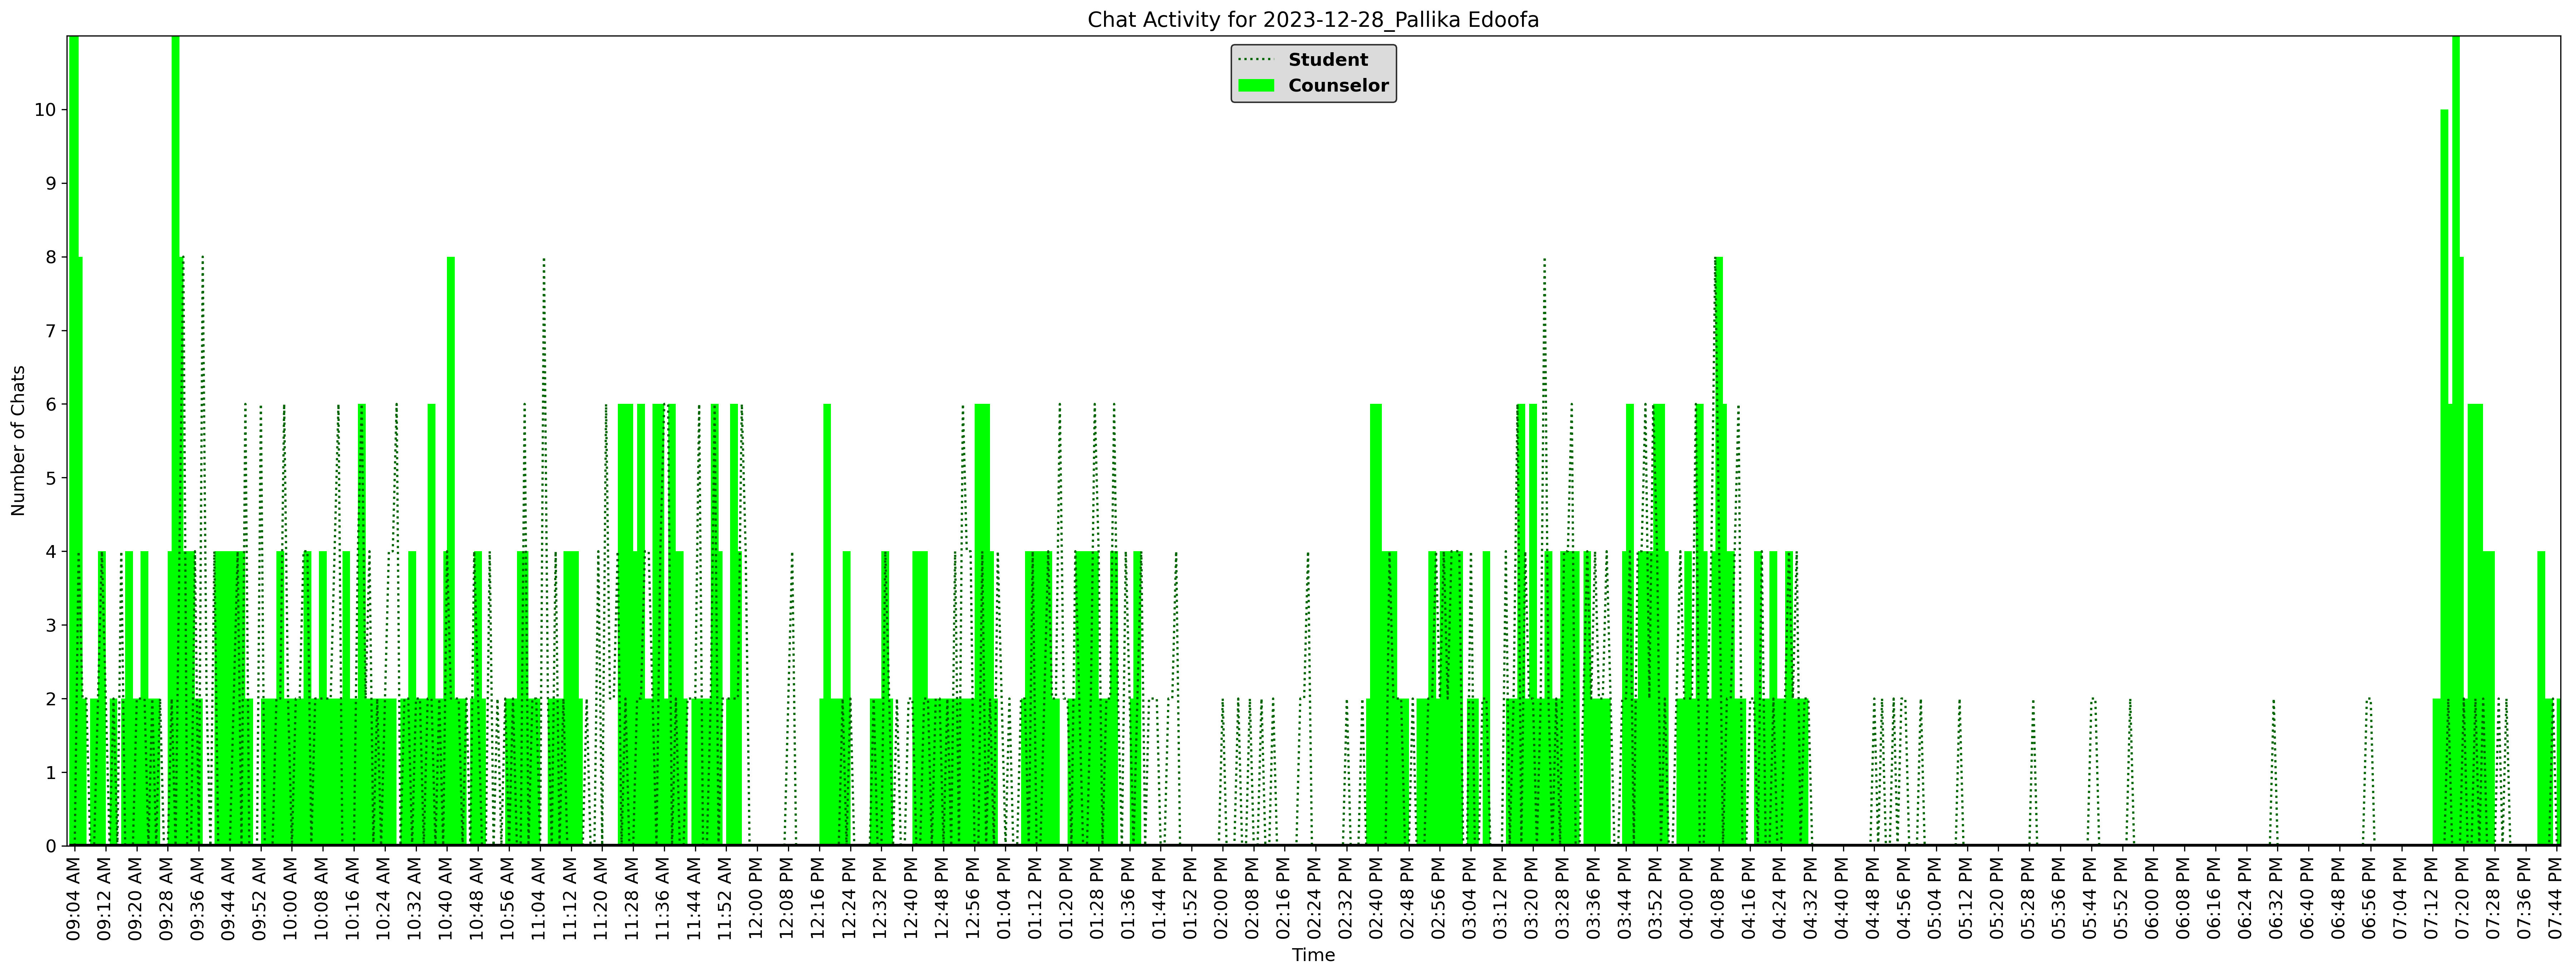 Chat Activity for 2023-12-28_Pallika Edoofa
Student
Counselor
Number of Chats
10
9
8
7
6
5
4
3
2
1
0
09:04 AM
09:12 AM
09:20 AM
09:28 AM
09:36 AM
09:44 AM
09:52 AM
10:00 AM
10:08 AM
10:16 AM
10:24 AM
10:32 AM
10:40 AM
10:48 AM
10:56 AM
11:04 AM
11:12 AM
11:20 AM
11:28 AM
11:36 AM
11:44 AM
11:52 AM
12:00 PM
12:08 PM
12:16 PM
12:24 PM
12:32 PM
12:40 PM
12:48 PM
12:56 PM
01:04 PM
01:12 PM
01:20 PM
01:28 PM
01:36 PM
01:44 PM
01:52 PM
02:00 PM
02:08 PM
02:16 PM
02:24 PM
02:32 PM
02:40 PM
02:48 PM
02:56 PM
03:04 PM
03:12 PM
03:20 PM
03:28 PM
03:36 PM
03:44 PM
03:52 PM
04:00 PM
04:08 PM
04:16 PM
04:24 PM
04:32 PM
04:40 PM
04:48 PM
04:56 PM
05:04 PM
05:12 PM
05:20 PM
05:28 PM
05:36 PM
05:44 PM
05:52 PM
06:00 PM
06:08 PM
06:16 PM
06:24 PM
06:32 PM
06:40 PM
06:48 PM
06:56 PM
07:04 PM
07:12 PM
07:20 PM
07:28 PM
07:36 PM
07:44 PM
Time